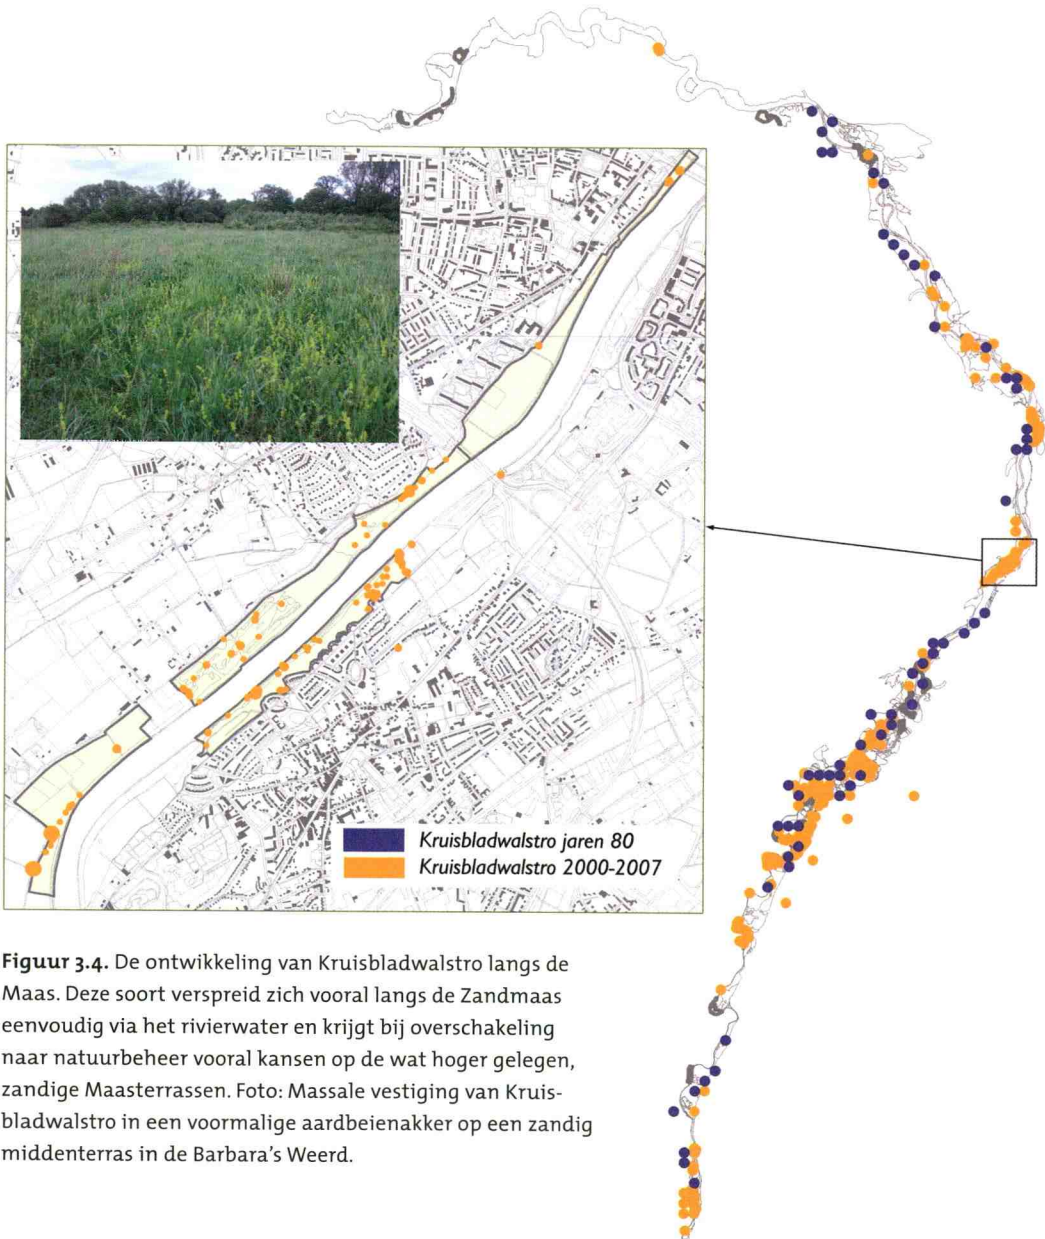 Kruisbladwalstro jaren 80
Kruisbladwalstro 2000-2007
Figuur 3.4. De ontwikkeling van Kruisbladwalstro langs de
Maas. Deze soort verspreid zich vooral langs de Zandmaas
eenvoudig via het rivierwater en krijgt bij overschakeling
naar natuurbeheer vooral kansen op de wat hoger gelegen,
zandige Maasterrassen. Foto: Massale vestiging van Kruis-
bladwalstro in een voormalige aardbeienakker op een zandig
middenterras in de Barbara's Weerd.